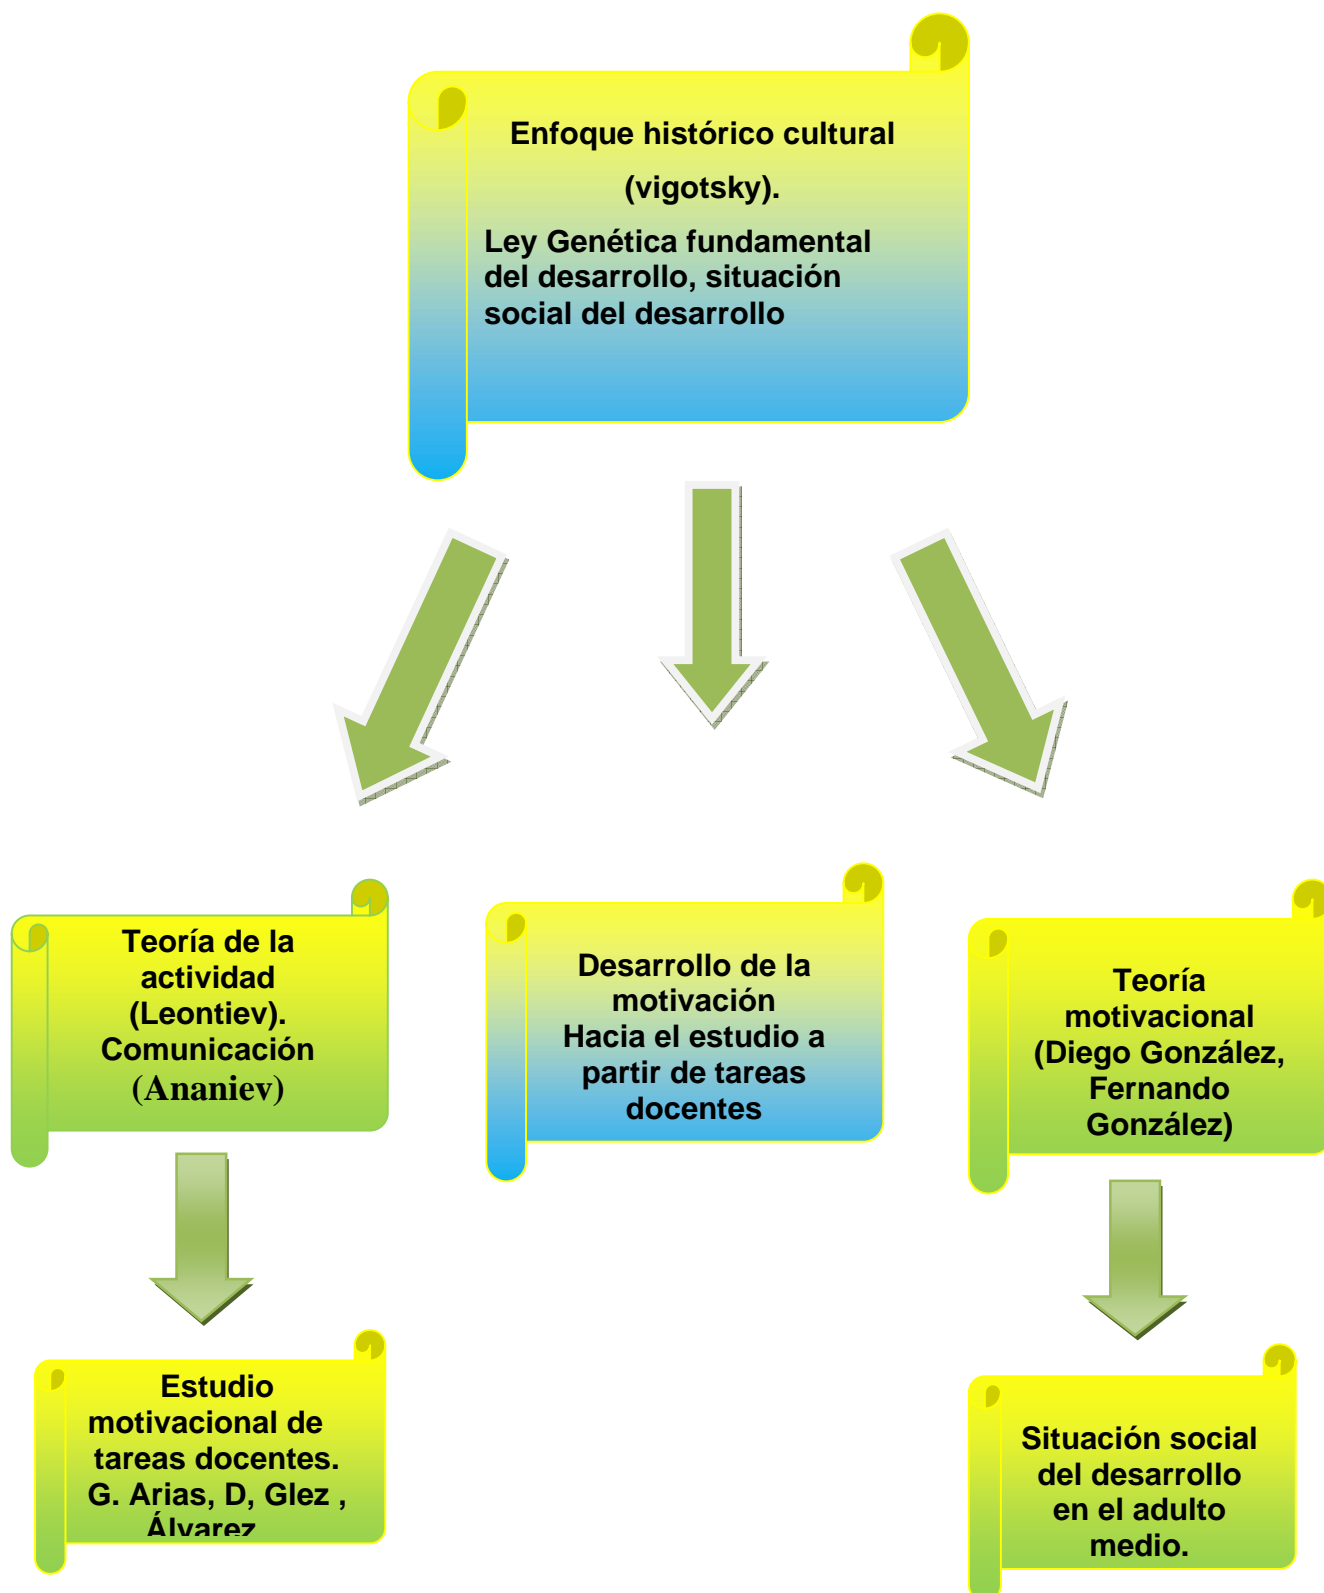 Enfoque histórico cultural
(vigotsky).
Ley Genética fundamental
del desarrollo, situación
social del desarrollo
Teoría de la
actividad
(Leontiev).
Comunicación
(Ananiev)
Desarrollo de la
motivación
Hacia el estudio a
partir de tareas
docentes
Teoría
motivacional
(Diego González,
Fernando
González)
Estudio
motivacional de
tareas docentes.
G. Arias, D, Glez ,
Álvarez
Situación social
del desarrollo
en el adulto
medio.